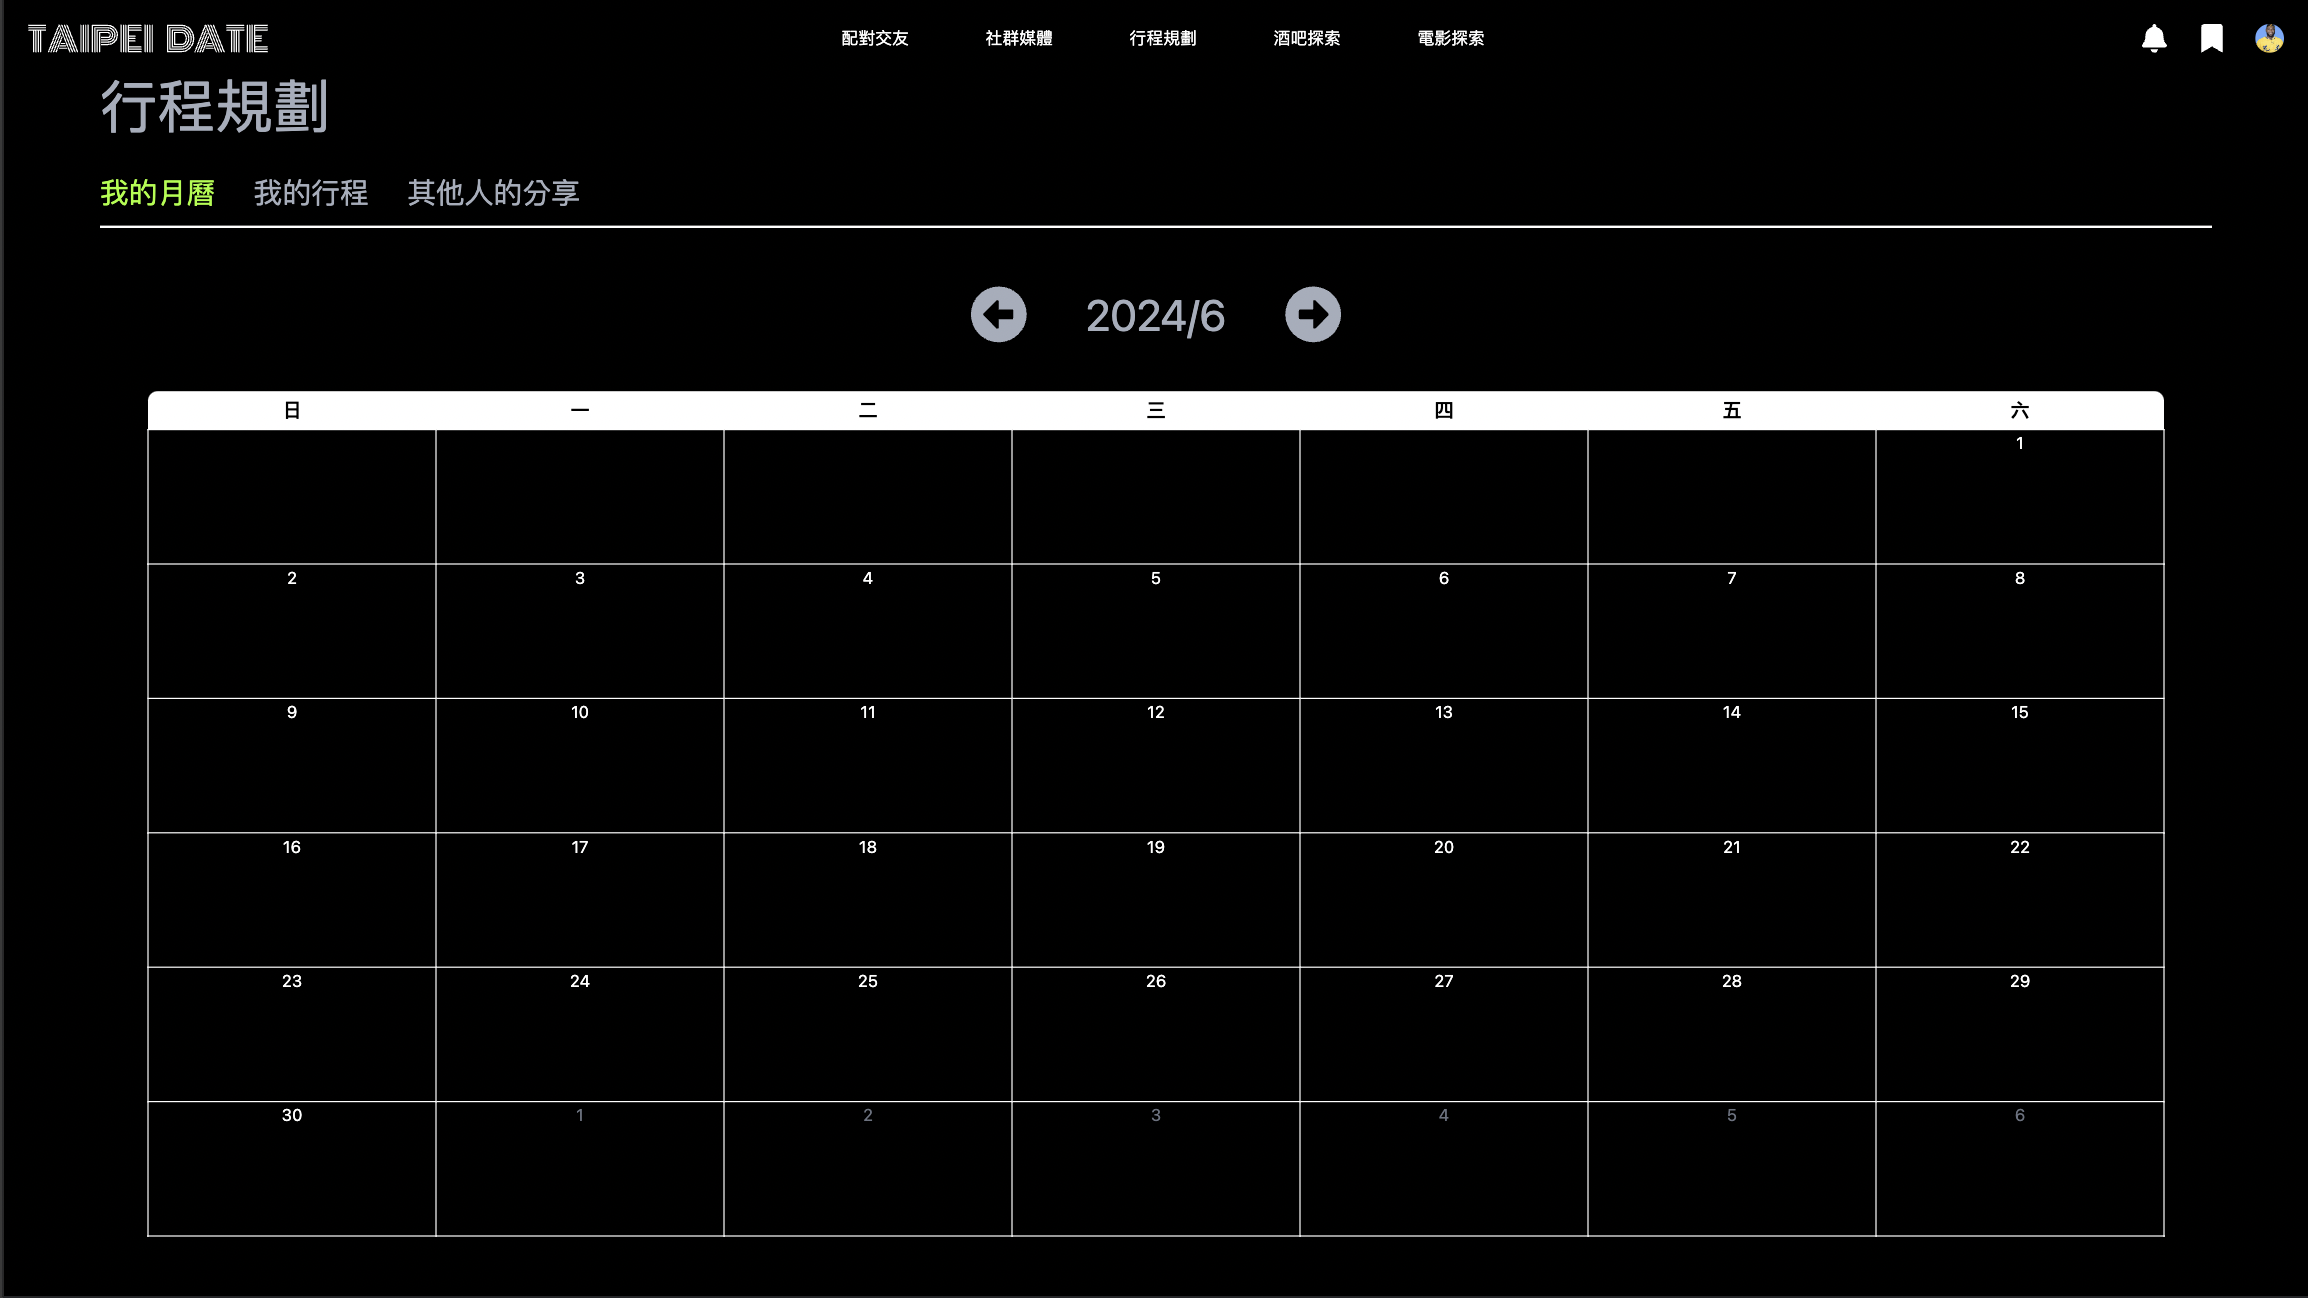 TAIPEI DATE 配對交友 社群媒體 行程規劃 酒吧探索 電影探索
行程規劃
我的月曆 我的行程 其他人的分享
2024/6
日 一 二 三 四 五 六
1
2 3 4 5 6 7 8
9 10 11 12 13 14 15
16 17 18 19 20 21 22
23 24 25 26 27 28 29
30 1 2 3 4 5 6